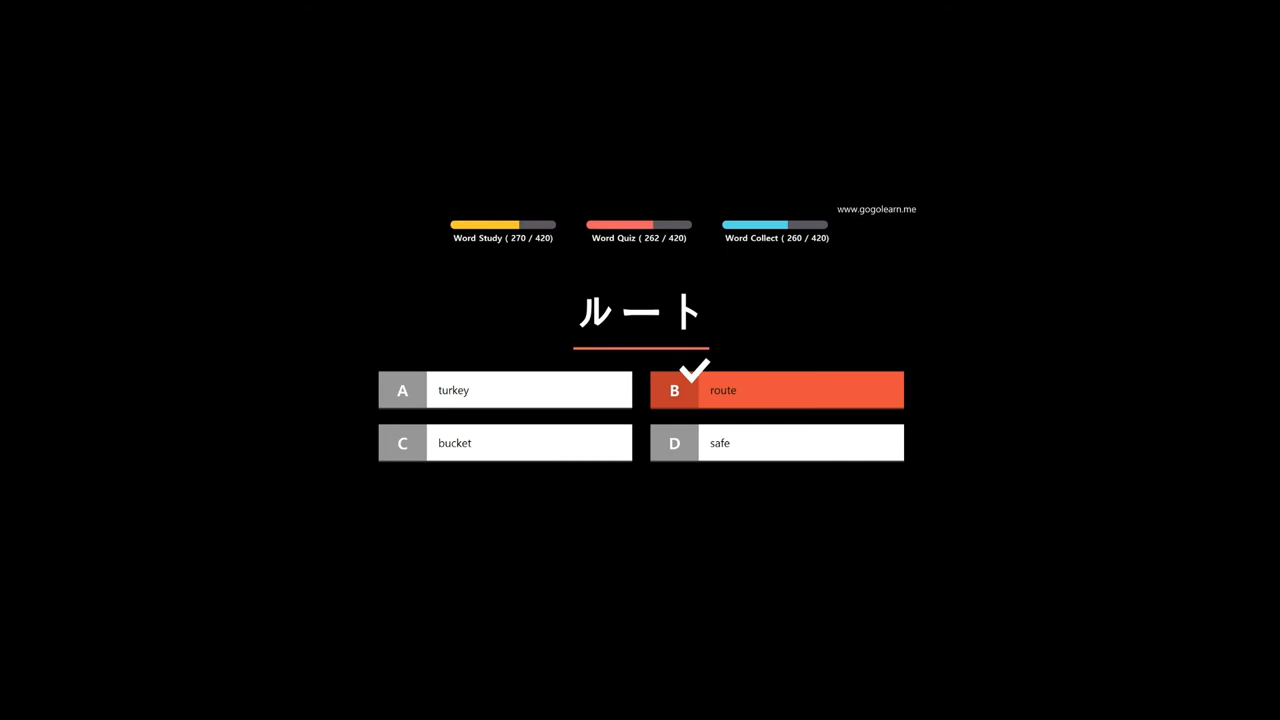 www.gogolearn.me
Word Study ( 270 / 420)
Word Quiz ( 262 / 420)
Word Collect ( 260 / 420)
ルート
A turkey
B route
C bucket
D safe